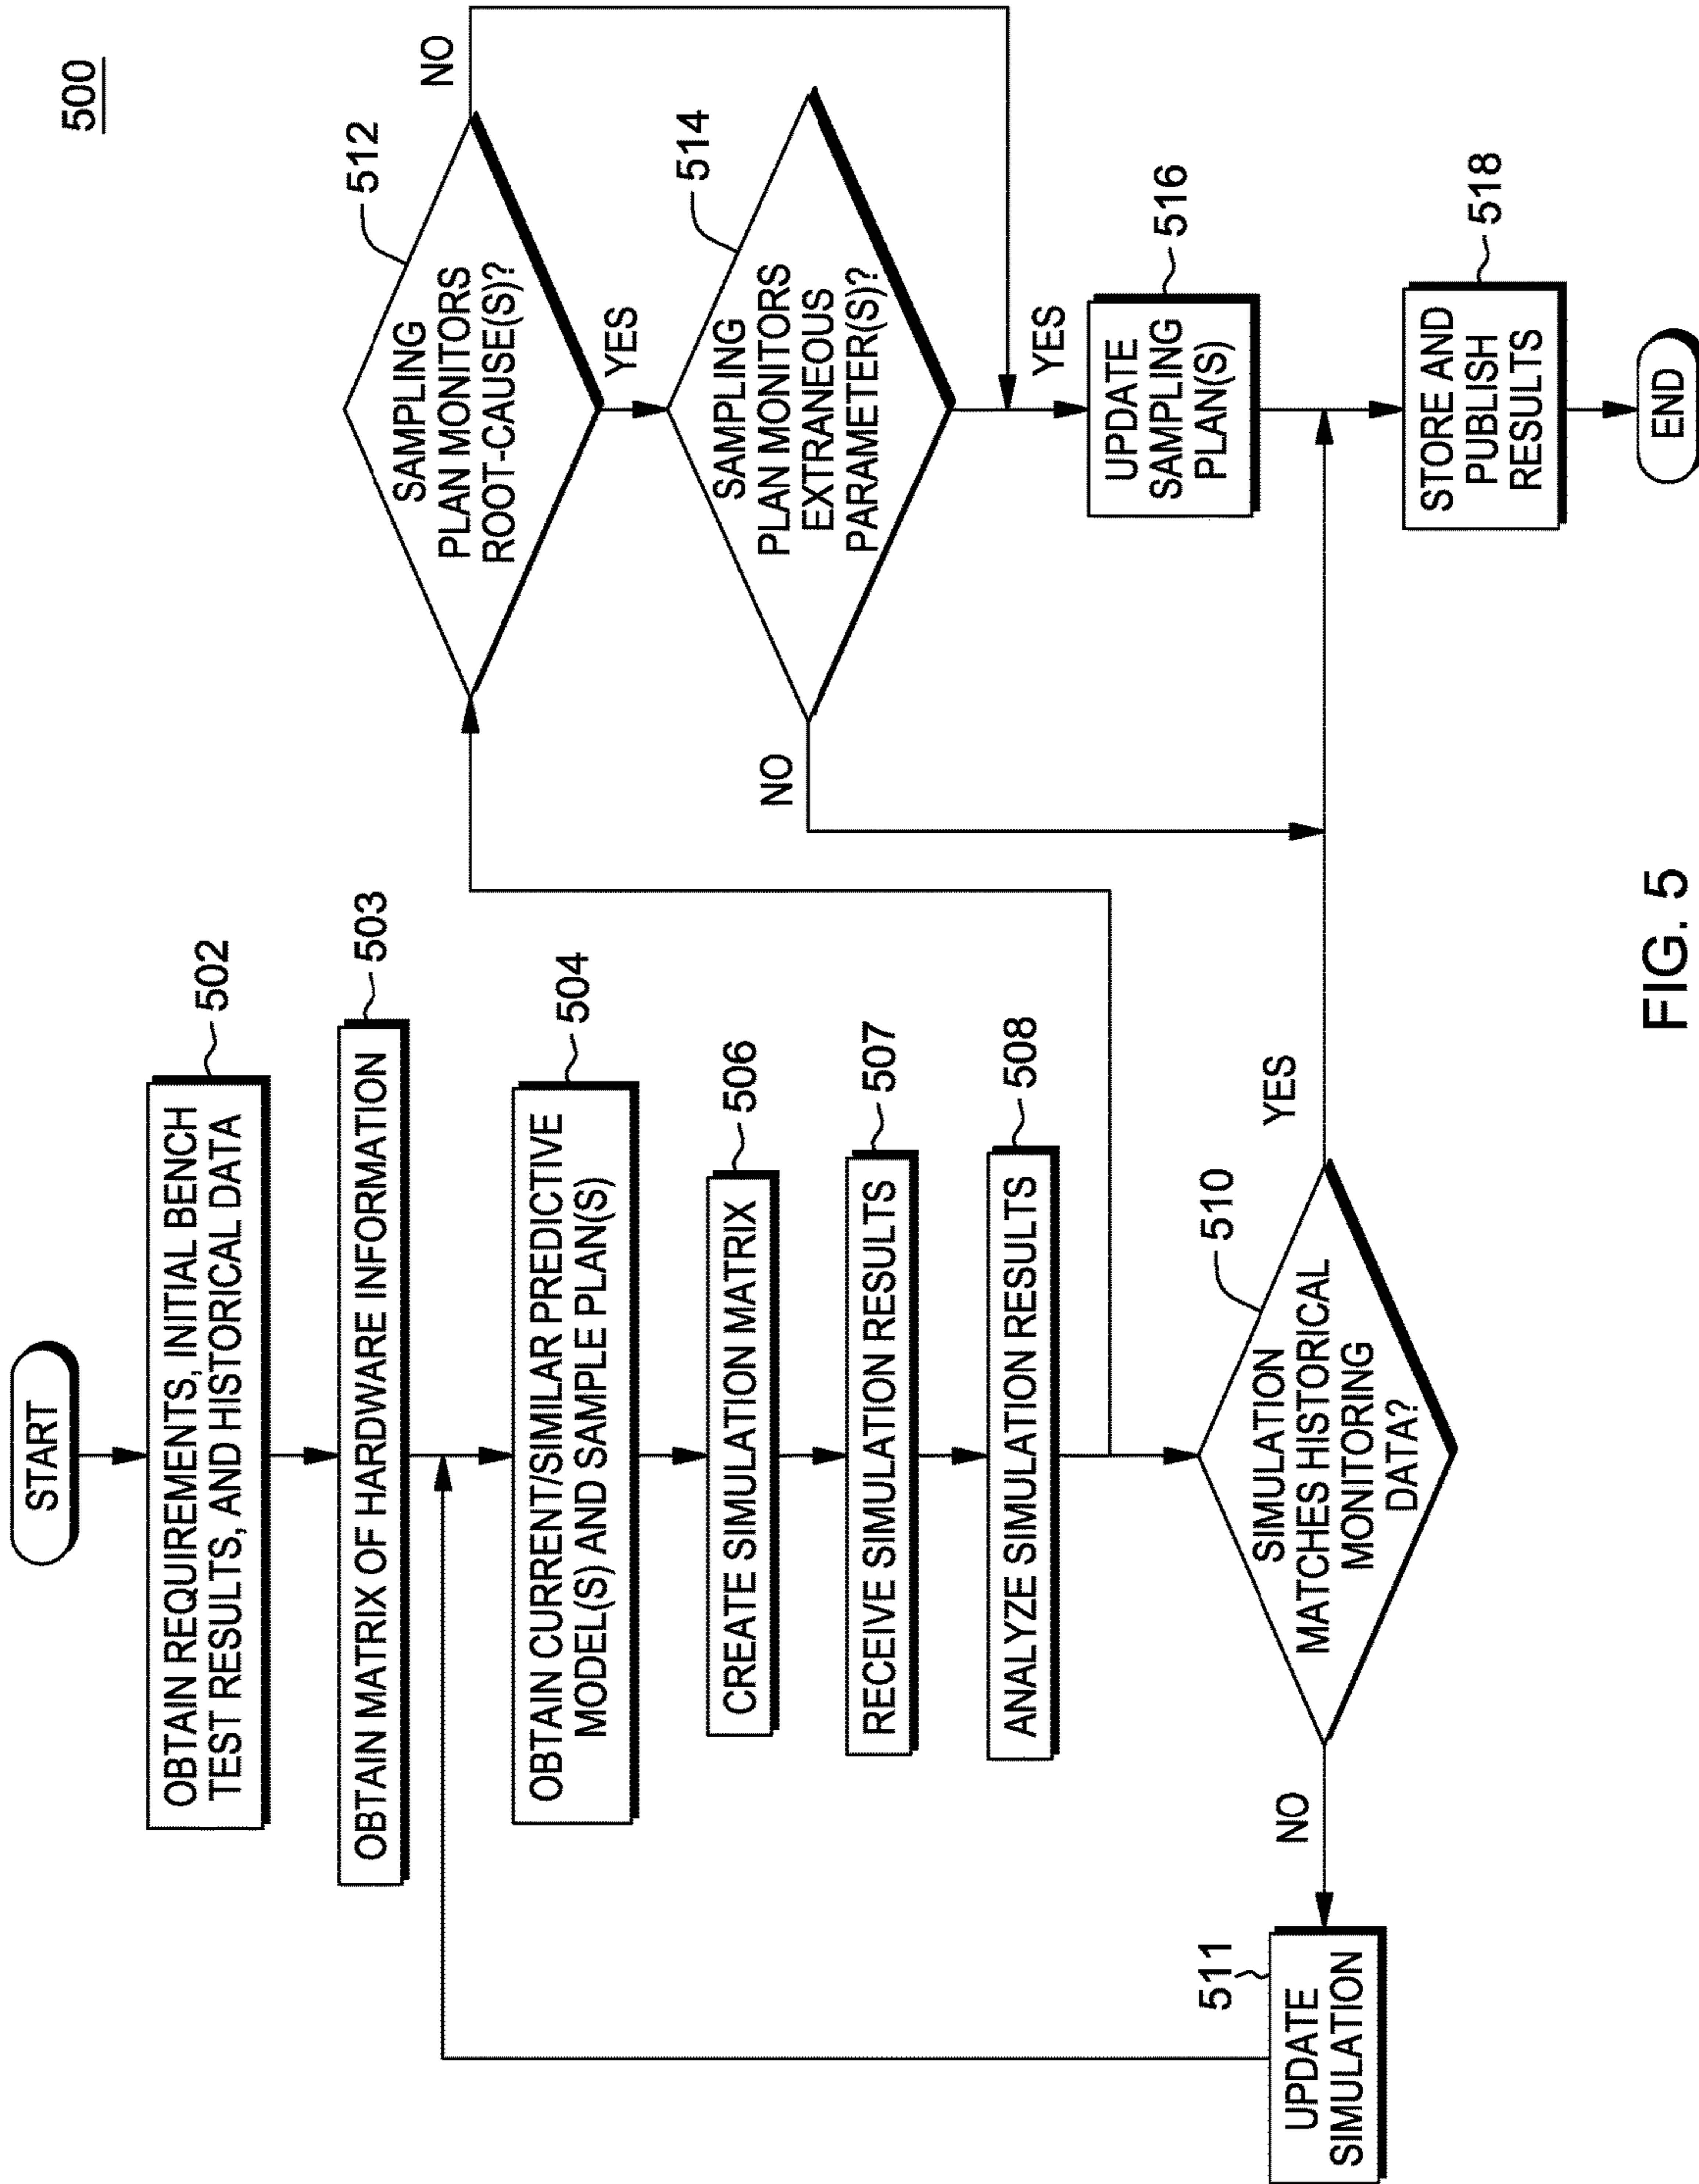 500
START
OBTAIN REQUIREMENTS, INITIAL BENCH
TEST RESULTS, AND HISTORICAL DATA
502
OBTAIN MATRIX OF HARDWARE INFORMATION
503
OBTAIN CURRENT/SIMILAR PREDICTIVE
MODEL(S) AND SAMPLE PLAN(S)
504
CREATE SIMULATION MATRIX
506
RECEIVE SIMULATION RESULTS
507
ANALYZE SIMULATION RESULTS
508
SIMULATION
MATCHES HISTORICAL
MONITORING
DATA?
510
NO
YES
UPDATE
SIMULATION
511
SAMPLING
PLAN MONITORS
ROOT-CAUSE(S)?
512
NO
YES
SAMPLING
PLAN MONITORS
EXTRANEOUS
PARAMETER(S)?
514
NO
YES
UPDATE
SAMPLING
PLAN(S)
516
STORE AND
PUBLISH
RESULTS
518
END
FIG. 5